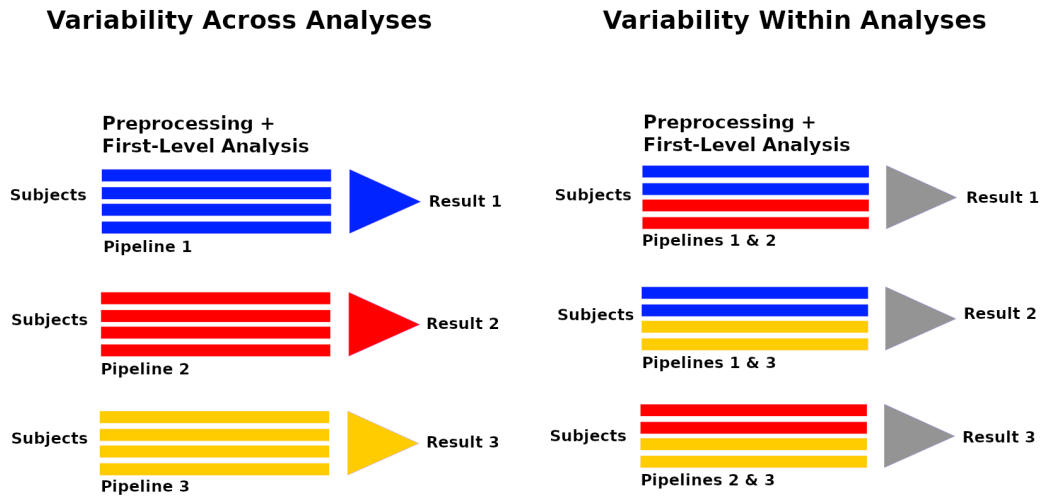 Variability Across Analyses
Preprocessing +
First-Level Analysis
Subjects
Result 1
Pipeline 1
Subjects
Result 2
Pipeline 2
Subjects
Result 3
Pipeline 3
Variability Within Analyses
Preprocessing +
First-Level Analysis
Subjects
Result 1
Pipelines 1 & 2
Subjects
Result 2
Pipelines 1 & 3
Subjects
Result 3
Pipelines 2 & 3